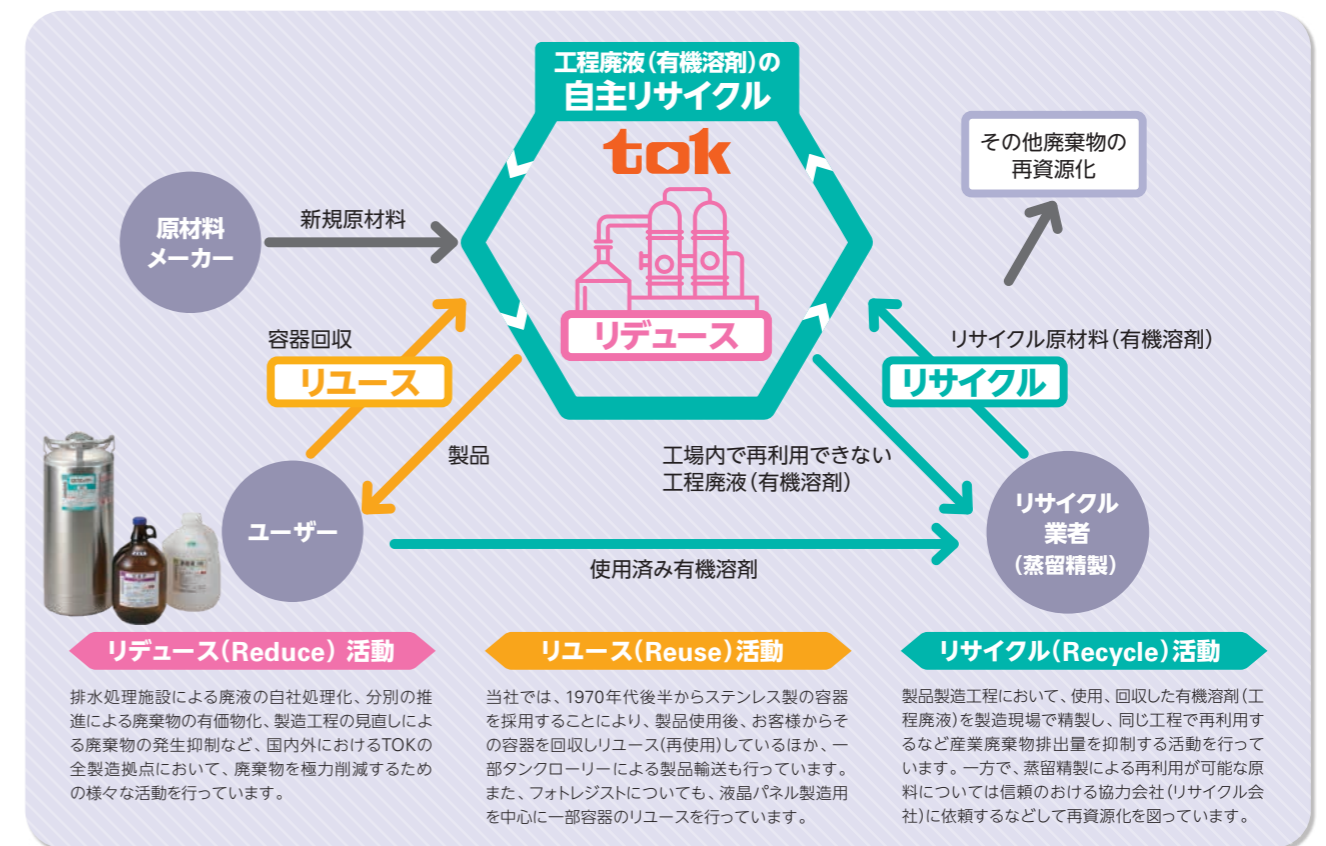 工程廃液(有機溶剤)の
自主リサイクル
tok
リデュース
その他廃棄物の
再資源化
原材料
メーカー
新規原材料
容器回収
リユース
リサイクル原材料(有機溶剤)
リサイクル
製品
工場内で再利用できない
工程廃液(有機溶剤)
ユーザー
リサイクル
業者
(蒸留精製)
使用済み有機溶剤
リデュース(Reduce) 活動
排水処理施設による廃液の自社処理化、分別の推
進による廃棄物の有価物化、製造工程の見直しによ
る廃棄物の発生抑制など、国内外におけるTOKの
全製造拠点において、廃棄物を極力削減するため
の様々な活動を行っています。
リユース(Reuse)活動
当社では、1970年代後半からステンレス製の容器
を採用することにより、製品使用後、お客様からそ
の容器を回収しリユース(再使用)しているほか、一
部タンクローリーによる製品輸送も行っています。
また、フォトレジストについても、液晶パネル製造用
を中心に一部容器のリユースを行っています。
リサイクル(Recycle)活動
製品製造工程において、使用、回収した有機溶剤(工
程廃液)を製造現場で精製し、同じ工程で再利用す
るなど産業廃棄物排出量を抑制する活動を行って
います。一方で、蒸留精製による再利用が可能な原
料については信頼のおける協力会社(リサイクル会
社)に依頼するなどして再資源化を図っています。